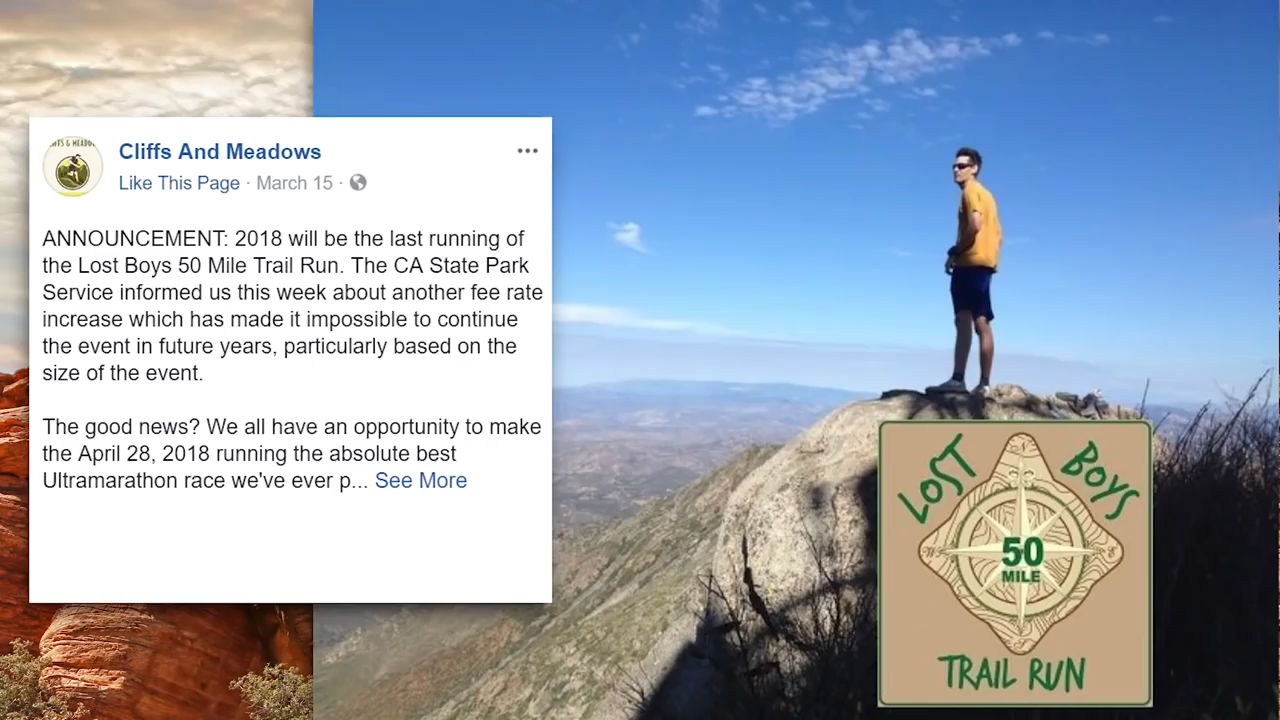 Cliffs And Meadows
Like This Page · March 15 ·
ANNOUNCEMENT: 2018 will be the last running of
the Lost Boys 50 Mile Trail Run. The CA State Park
Service informed us this week about another fee rate
increase which has made it impossible to continue
the event in future years, particularly based on the
size of the event.
The good news? We all have an opportunity to make
the April 28, 2018 running the absolute best
Ultramarathon race we've ever p... See More
LOST BOYS
50
MILE
TRAIL RUN